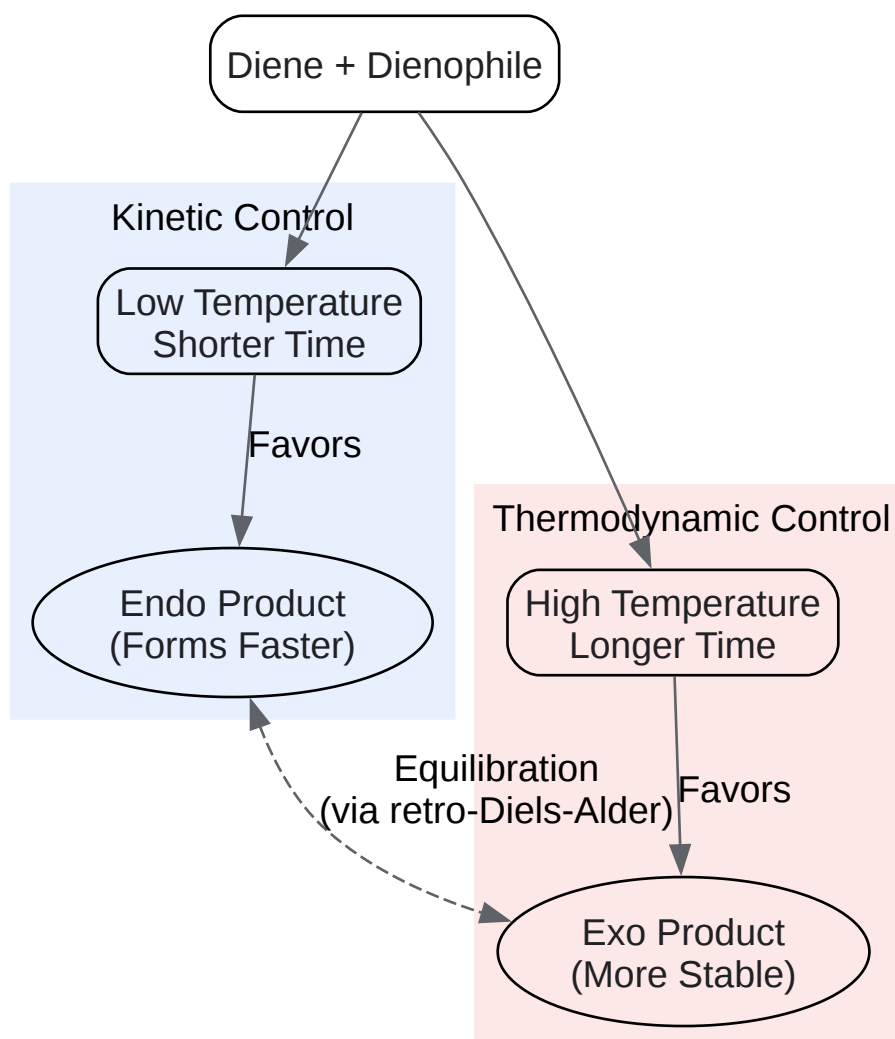 Diene + Dienophile
Kinetic Control
Low Temperature
Shorter Time
Favors
Endo Product
(Forms Faster)
Thermodynamic Control
High Temperature
Longer Time
Equilibration
(via retro-Diels-Alder)
Favors
Exo Product
(More Stable)